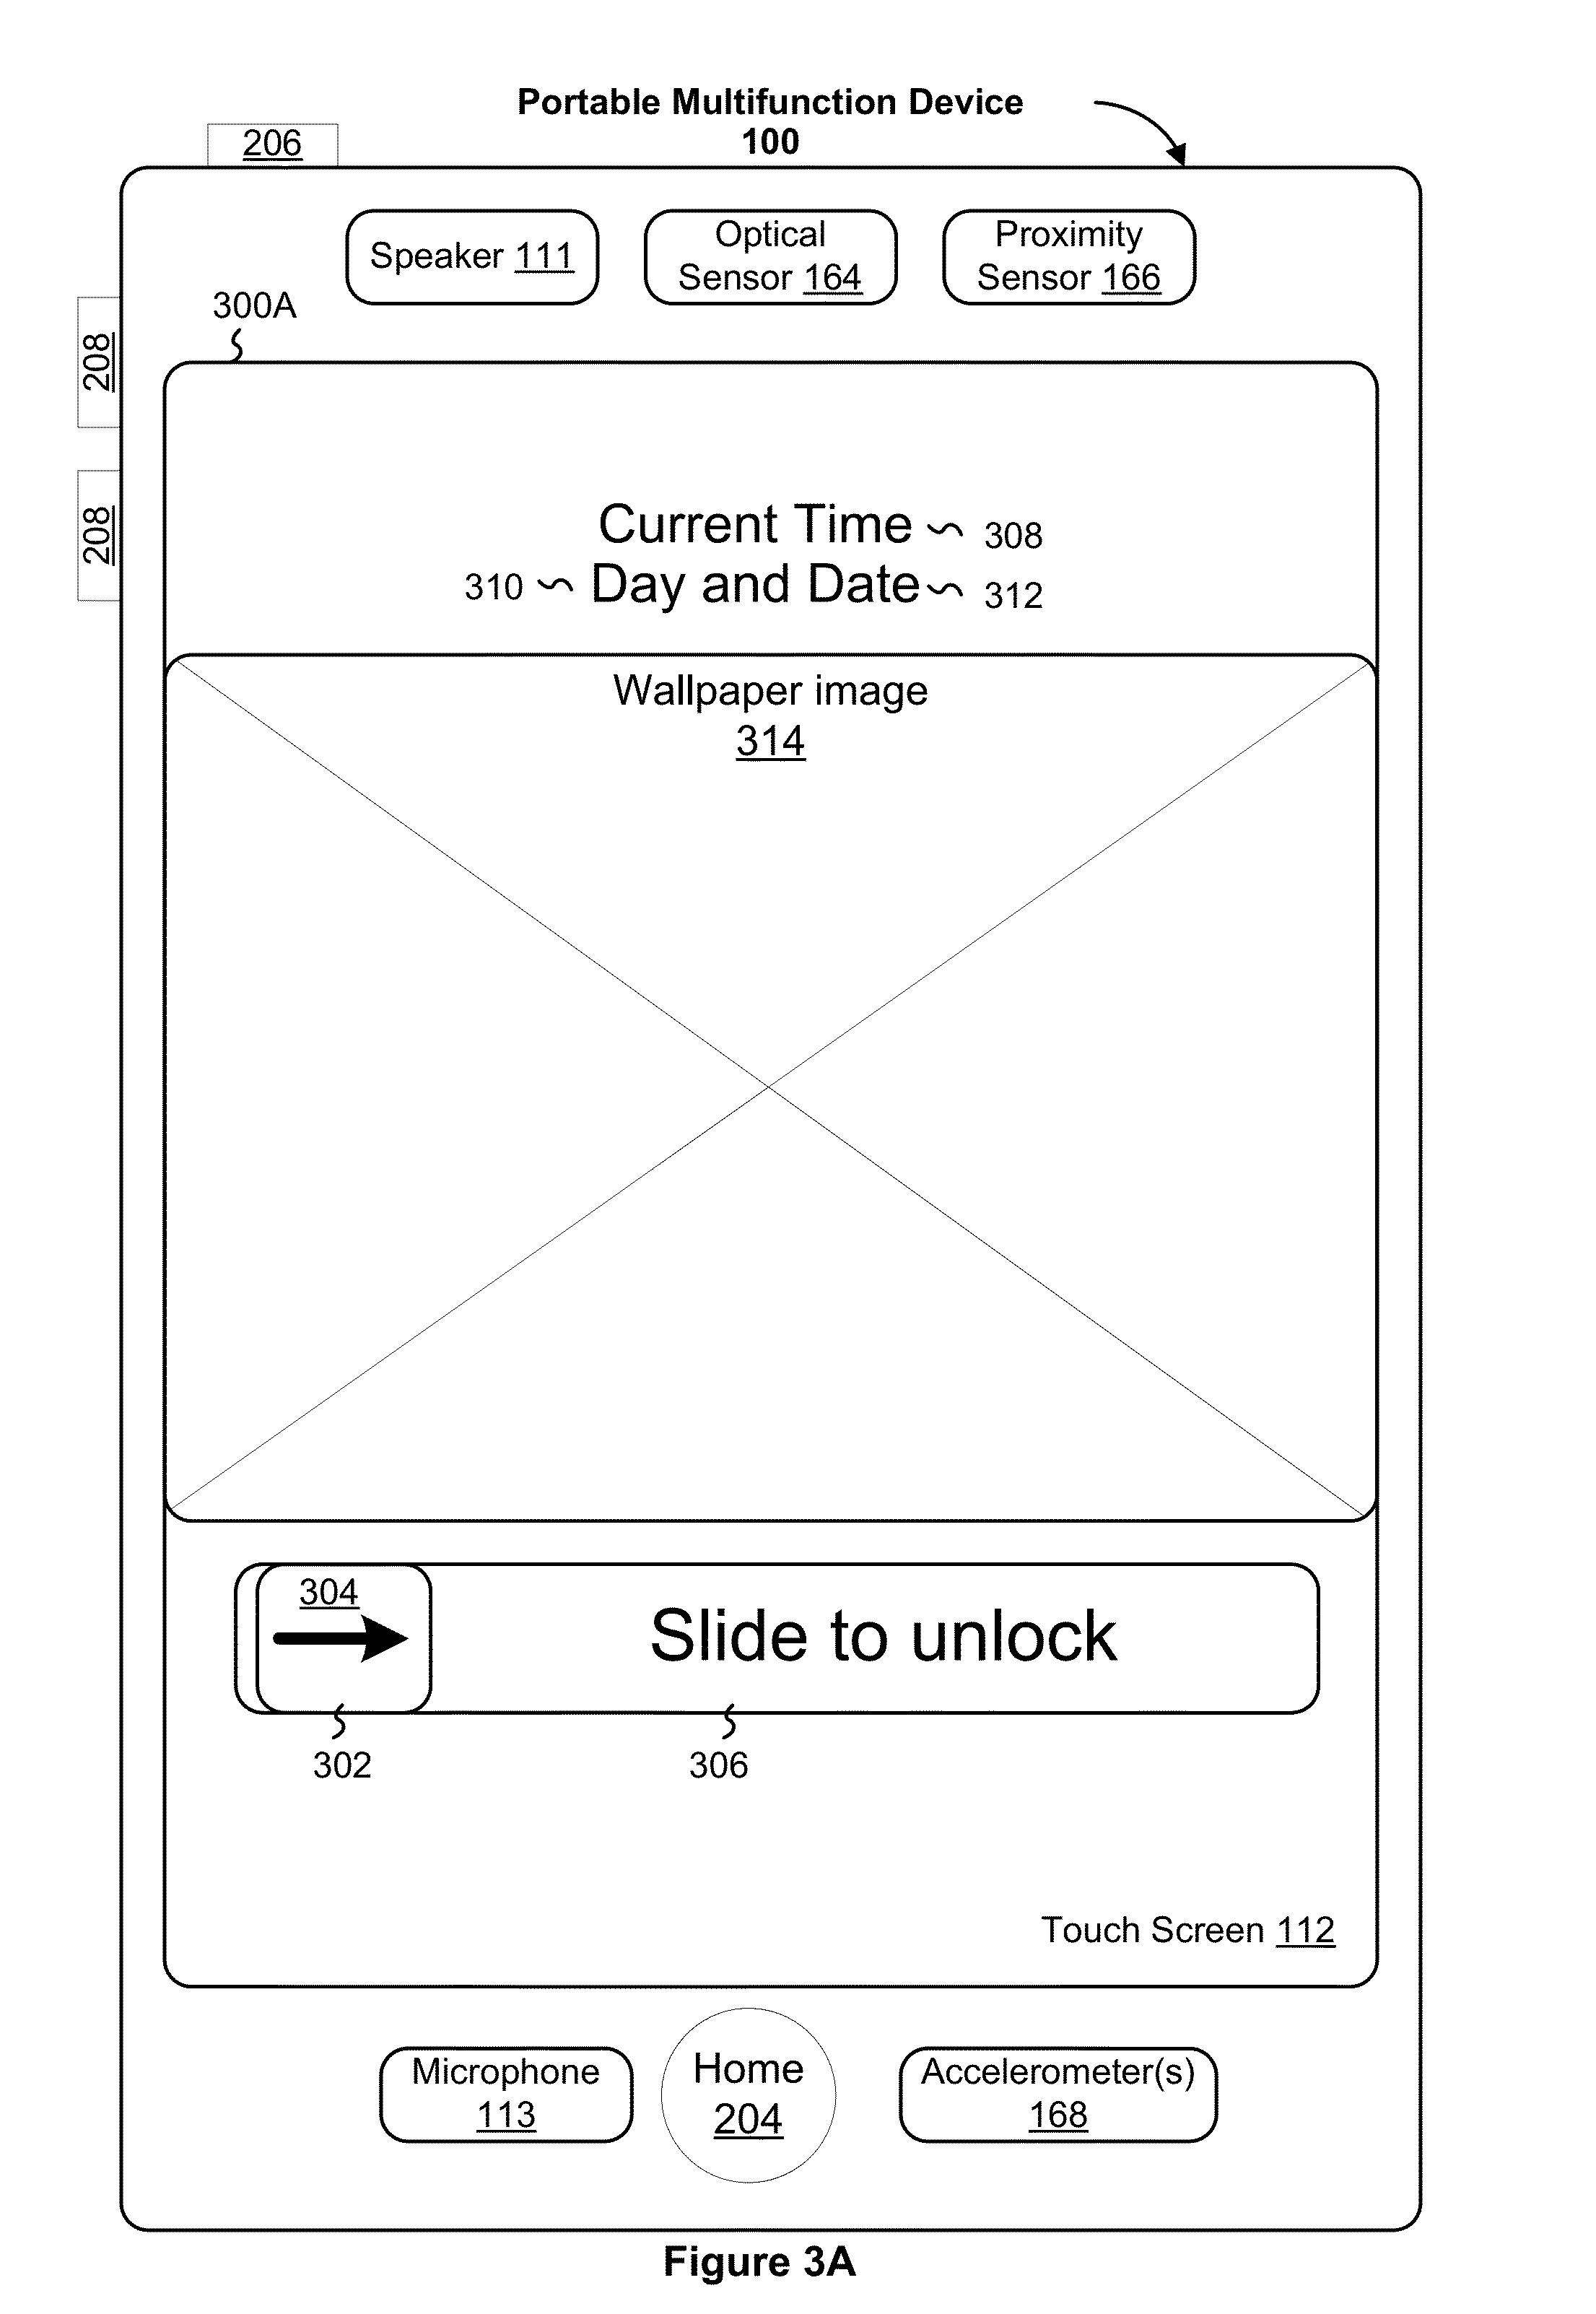 Portable Multifunction Device
100
206
Speaker 111
Optical
Sensor 164
Proximity
Sensor 166
300A
208
208
Current Time 308
310 Day and Date 312
Wallpaper image
314
304
Slide to unlock
302
306
Touch Screen 112
Microphone
113
Home
204
Accelerometer(s)
168
Figure 3A